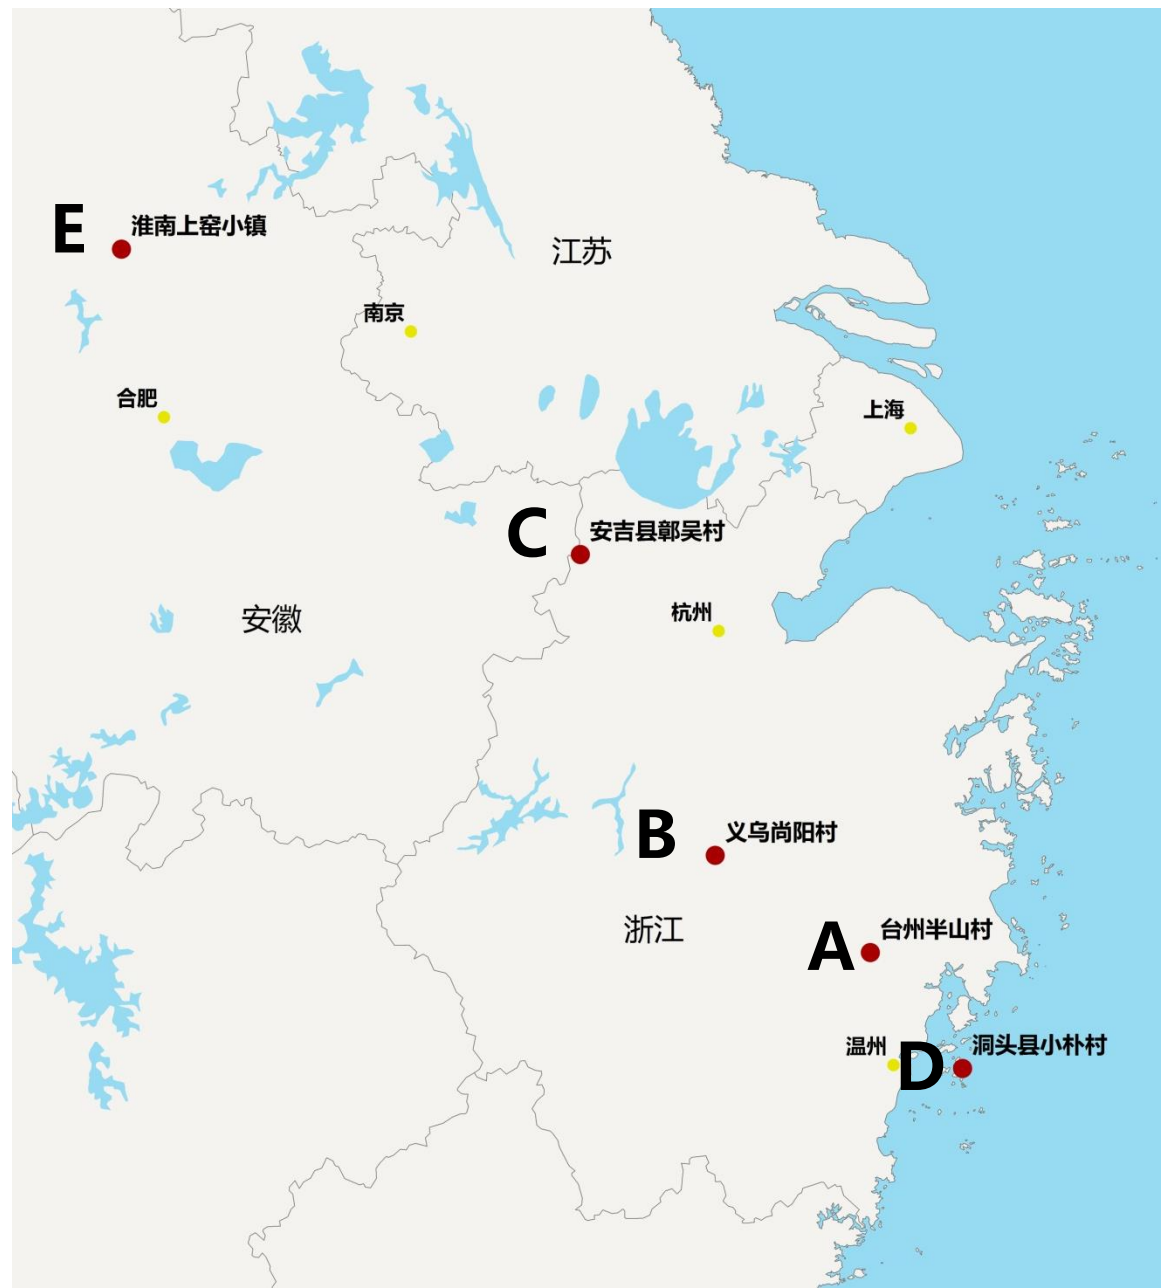 E
淮南上窑小镇
江苏
南京
合肥
上海
C
安吉县鄣吴村
安徽
杭州
B
义乌尚阳村
浙江
A
台州半山村
温州
D
洞头县小朴村